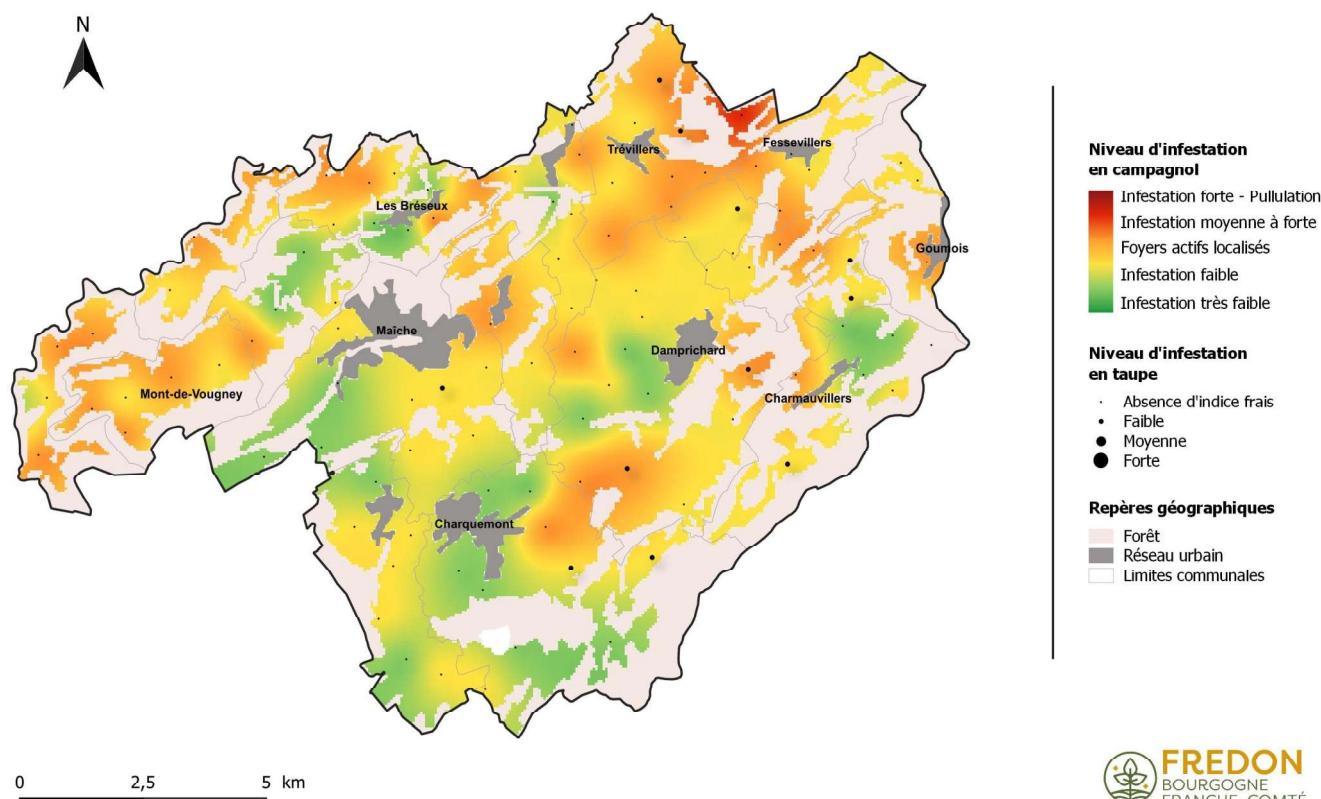 N
Trévillers
Fessevillers
Les Bréseux
Goumois
Maîche
Damprichard
Mont-de-Vougney
Charmauvillers
Charquemont
0 2,5 5 km
Niveau d'infestation
en campagnol
Infestation forte - Pullulation
Infestation moyenne à forte
Foyers actifs localisés
Infestation faible
Infestation très faible
Niveau d'infestation
en taupe
Absence d'indice frais
Faible
Moyenne
Forte
Repères géographiques
Forêt
Réseau urbain
Limites communales
FREDON
BOURGOGNE
FRANCHE-COMTÉ